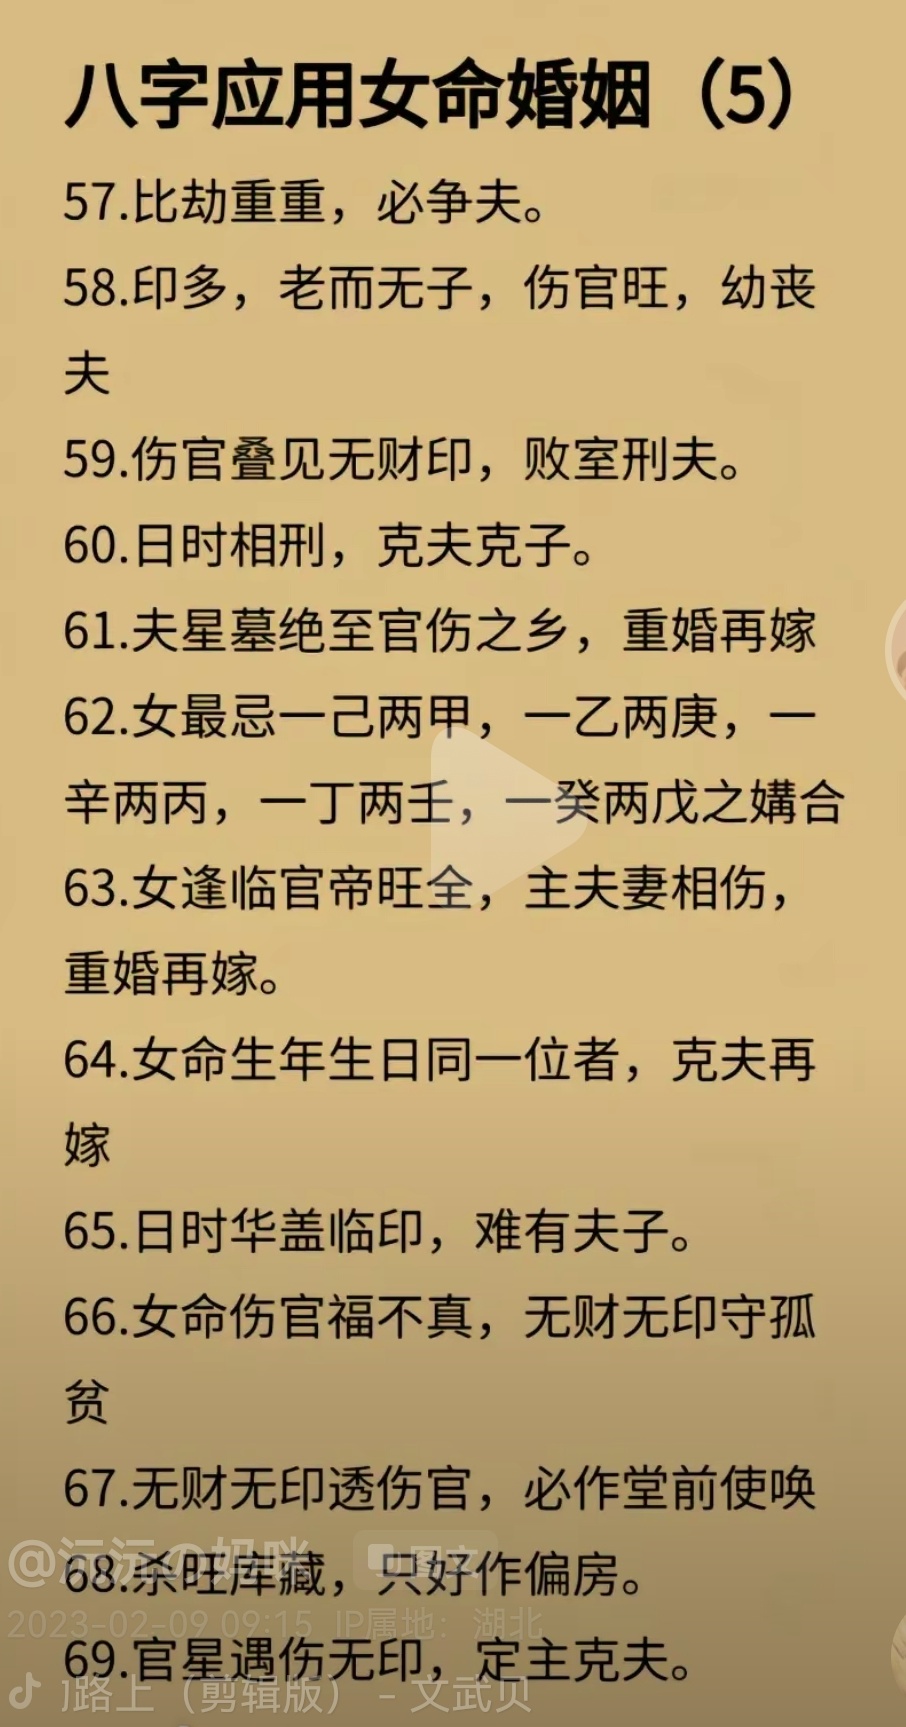 八字应用女命婚姻（5）
57.比劫重重，必争夫。
58.印多，老而无子，伤官旺，幼丧
夫
59.伤官叠见无财印，败室刑夫。
60.日时相刑，克夫克子。
61.夫星墓绝至官伤之乡，重婚再嫁
62.女最忌一己两甲，一乙两庚，一
辛两丙，一丁两壬，一癸两戊之媾合
63.女逢临官帝旺全，主夫妻相伤，
重婚再嫁。
64.女命生年生日同一位者，克夫再
嫁
65.日时华盖临印，难有夫子。
66.女命伤官福不真，无财无印守孤
贫
67.无财无印透伤官，必作堂前使唤
@沅沅の妈咪 图文
68.杀旺库藏，只好作偏房。
2023-02-09 09:15 IP属地：湖北
69.官星遇伤无印，定主克夫。
路上（剪辑版） - 文武贝